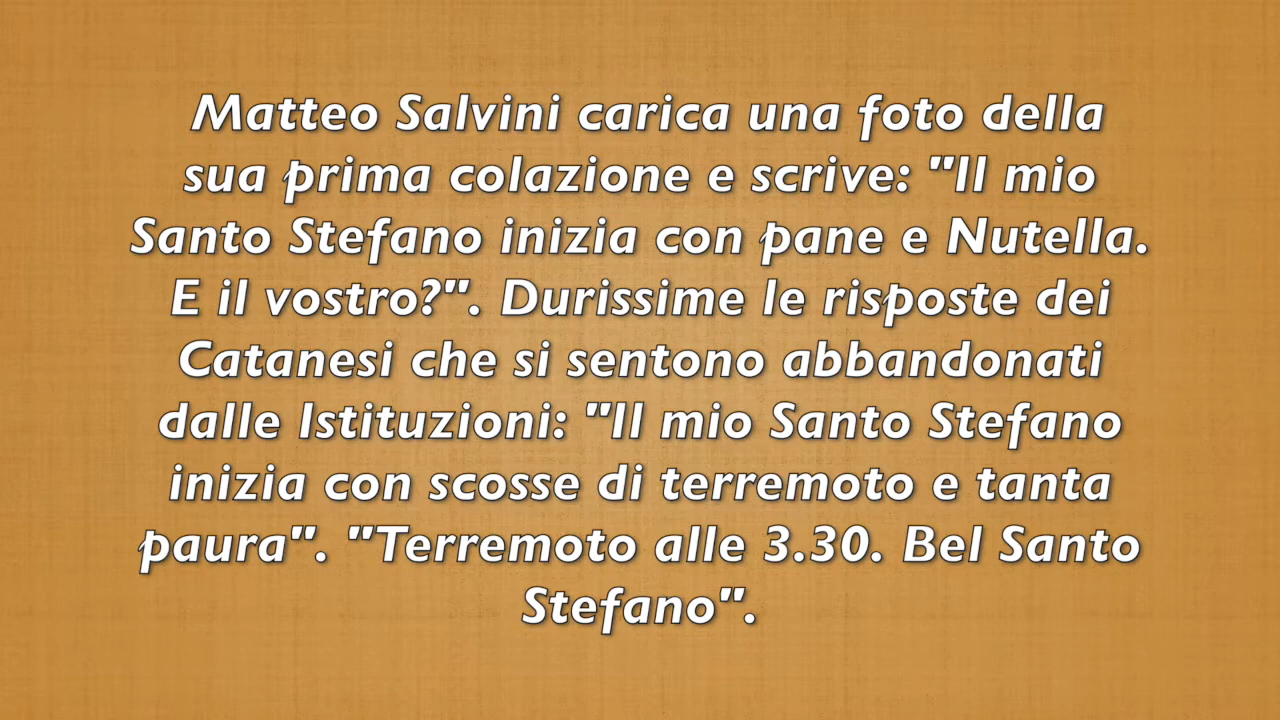 Matteo Salvini carica una foto della
sua prima colazione e scrive: "Il mio
Santo Stefano inizia con pane e Nutella.
E il vostro?". Durissime le risposte dei
Catanesi che si sentono abbandonati
dalle Istituzioni: "Il mio Santo Stefano
inizia con scosse di terremoto e tanta
paura". "Terremoto alle 3.30. Bel Santo
Stefano".